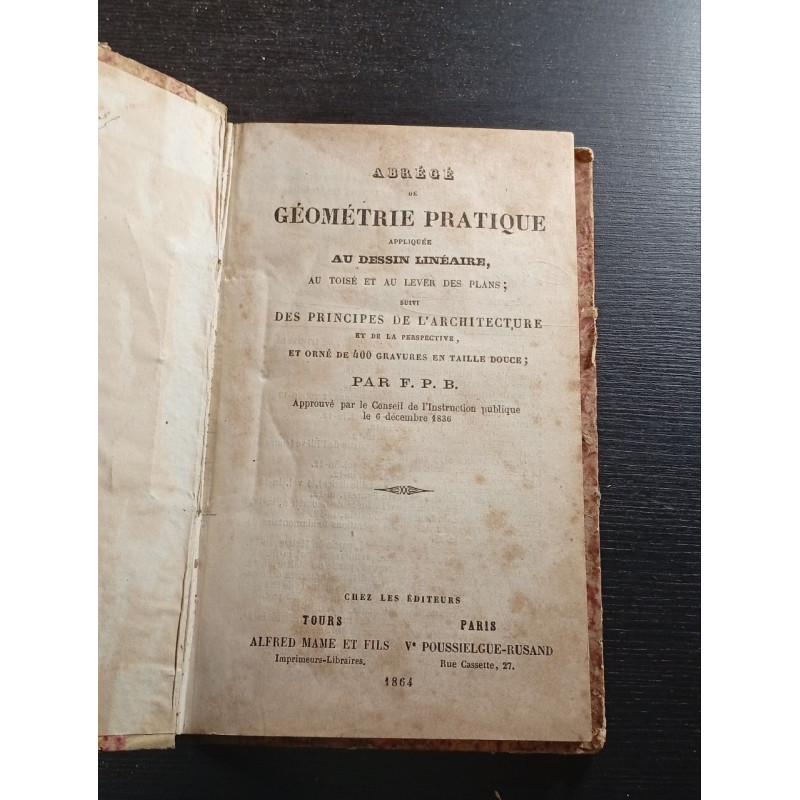 ABRÉGÉ
DE
GÉOMÉTRIE PRATIQUE
APPLIQUÉE
AU DESSIN LINÉAIRE,
AU TOISÉ ET AU LEVER DES PLANS;
SUIVI
DES PRINCIPES DE L'ARCHITECTURE
ET DE LA PERSPECTIVE,
ET ORNÉ DE 400 GRAVURES EN TAILLE DOUCE;
PAR F. P. B.
Approuvé par le Conseil de l'Instruction publique
le 6 décembre 1836
CHEZ LES ÉDITEURS
TOURS
ALFRED MAME ET FILS
Imprimeurs-Libraires.
PARIS
Ve POUSSIELGUE-RUSAND
Rue Cassette, 27.
1864